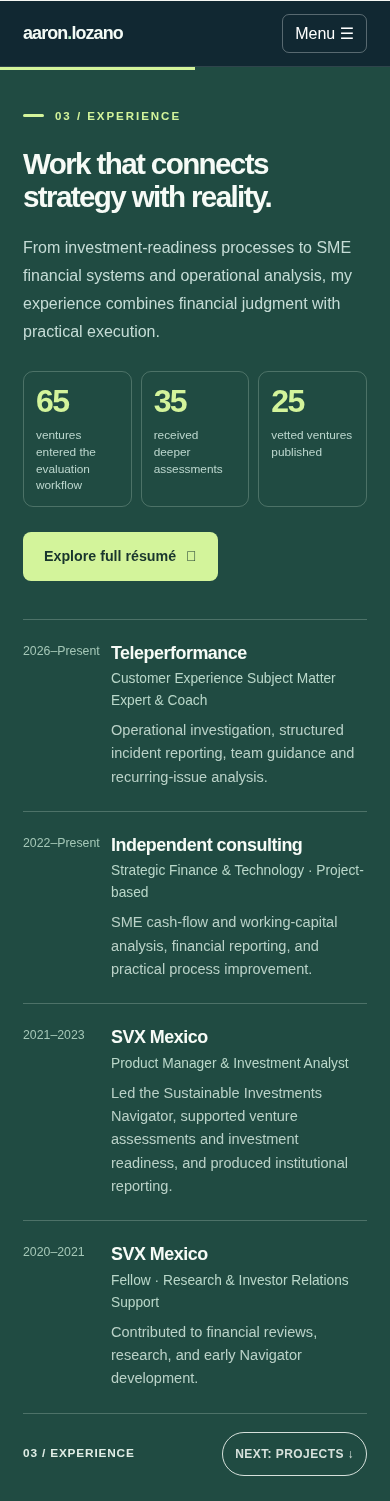 aaron.lozano
Menu ☰
03 / EXPERIENCE
Work that connects
strategy with reality.
From investment-readiness processes to SME
financial systems and operational analysis, my
experience combines financial judgment with
practical execution.
65
ventures
entered the
evaluation
workflow
35
received
deeper
assessments
25
vetted ventures
published
Explore full résumé
2026–Present
Teleperformance
Customer Experience Subject Matter
Expert & Coach
Operational investigation, structured
incident reporting, team guidance and
recurring-issue analysis.
2022–Present
Independent consulting
Strategic Finance & Technology · Project-
based
SME cash-flow and working-capital
analysis, financial reporting, and
practical process improvement.
2021–2023
SVX Mexico
Product Manager & Investment Analyst
Led the Sustainable Investments
Navigator, supported venture
assessments and investment
readiness, and produced institutional
reporting.
2020–2021
SVX Mexico
Fellow · Research & Investor Relations
Support
Contributed to financial reviews,
research, and early Navigator
development.
03 / EXPERIENCE
NEXT: PROJECTS ↓